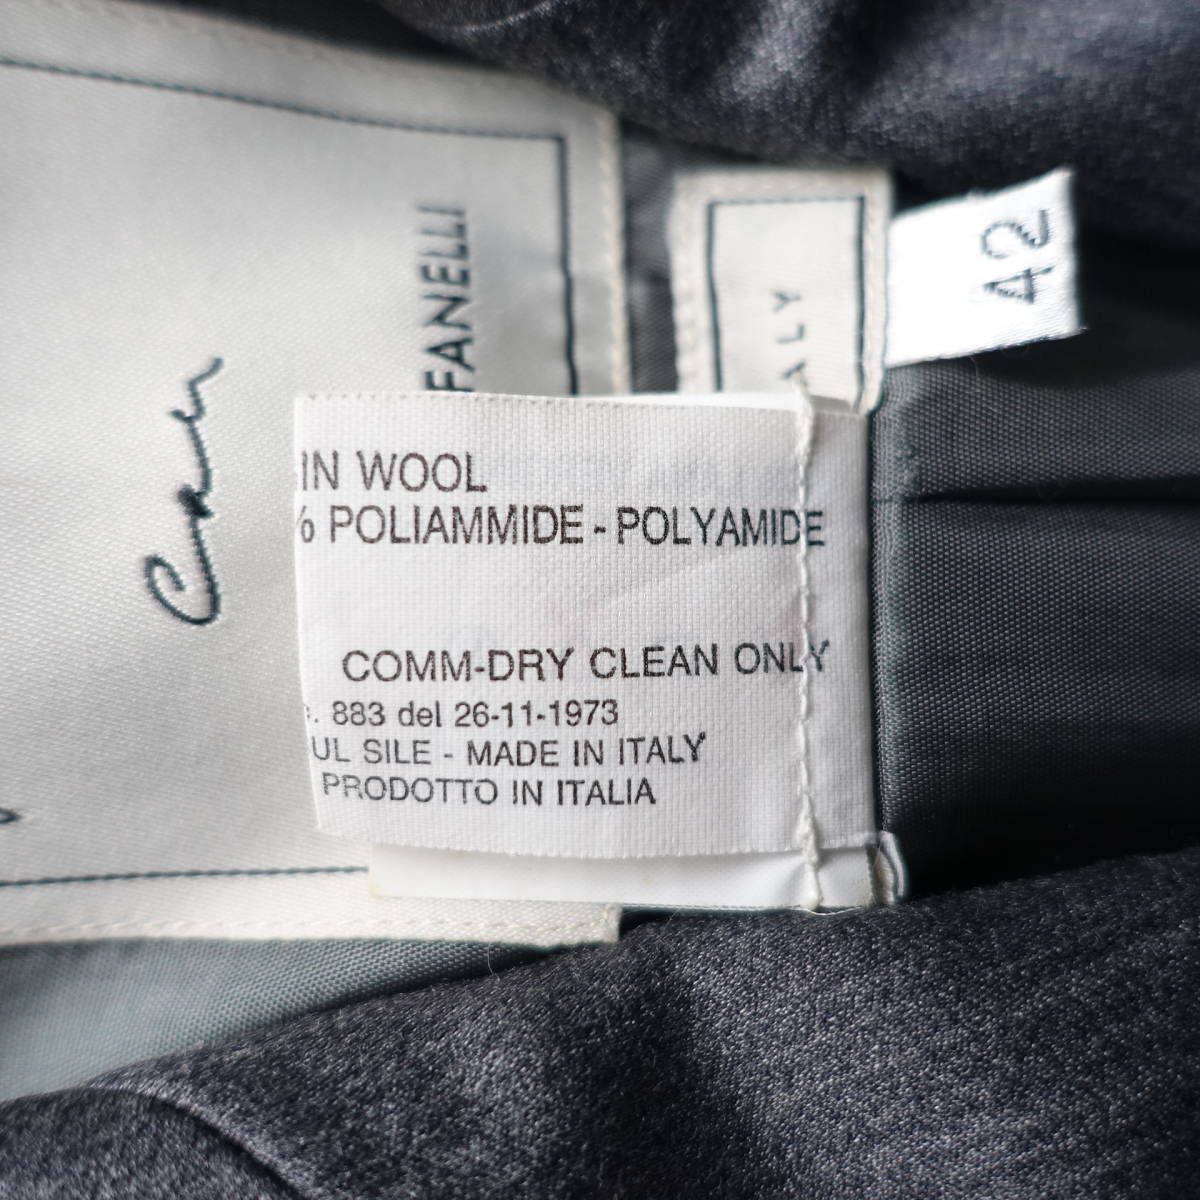 FANELLI
ALY
42
IN WOOL
% POLIAMMIDE - POLYAMIDE
COMM-DRY CLEAN ONLY
. 883 del 26-11-1973
UL SILE - MADE IN ITALY
PRODOTTO IN ITALIA